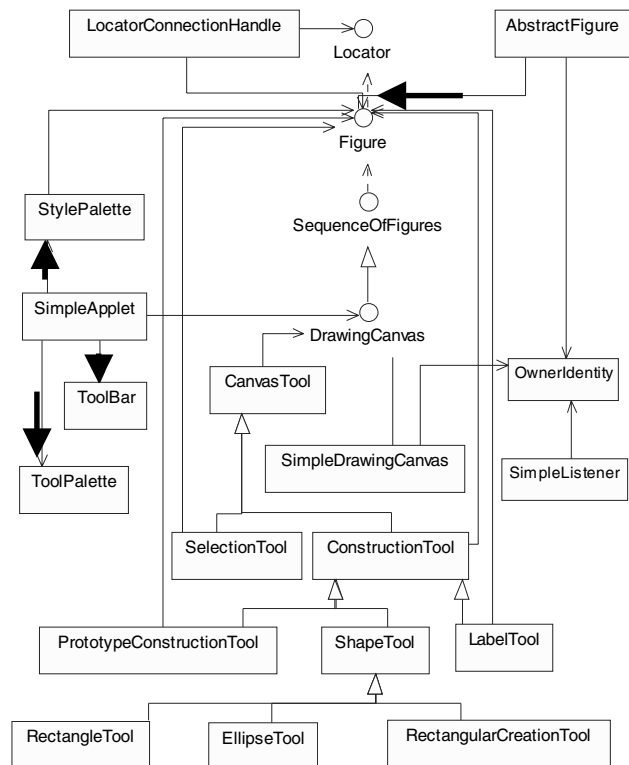 LocatorConnectionHandle
AbstractFigure
Locator
Figure
StylePalette
SequenceOfFigures
SimpleApplet
DrawingCanvas
CanvasTool
OwnerIdentity
ToolBar
SimpleDrawingCanvas
SimpleListener
ToolPalette
SelectionTool
ConstructionTool
PrototypeConstructionTool
ShapeTool
LabelTool
RectangleTool
EllipseTool
RectangularCreationTool